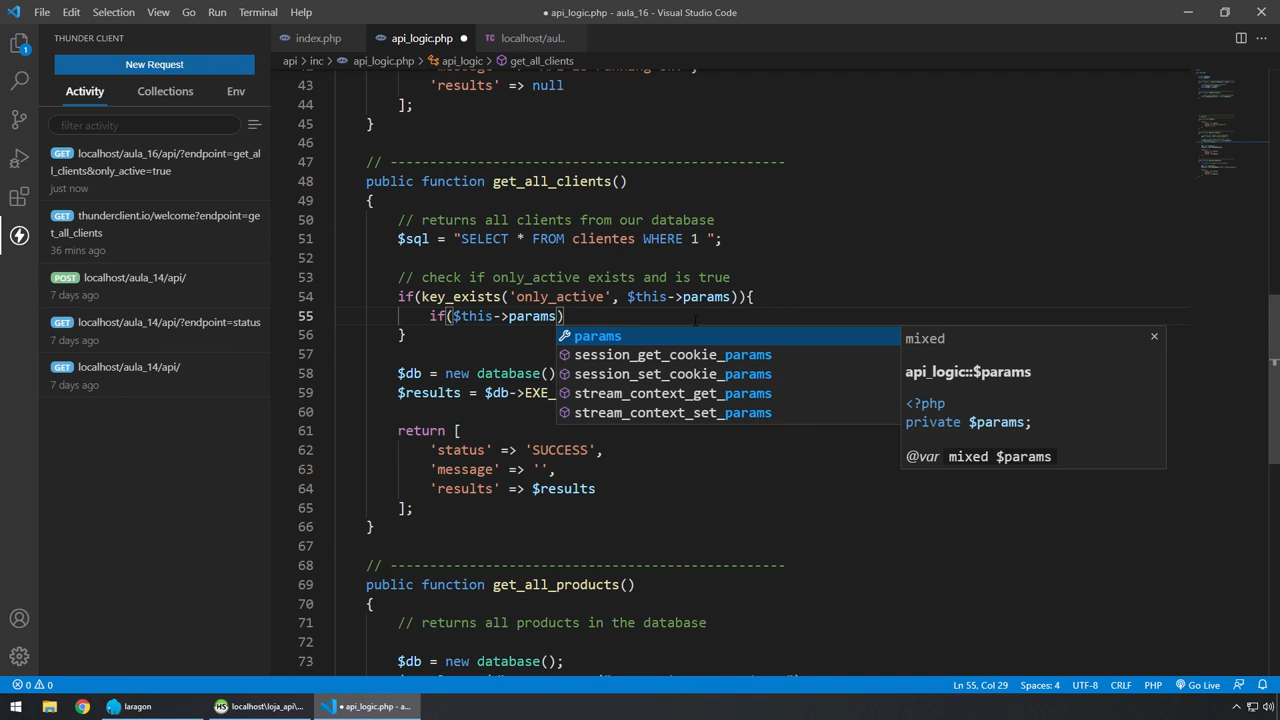 File Edit Selection View Go Run Terminal Help
● api_logic.php - aula_16 - Visual Studio Code
THUNDER CLIENT
New Request
Activity Collections Env
filter activity
GET localhost/aula_16/api/?endpoint=get_al
l_clients&only_active=true
just now
GET thunderclient.io/welcome?endpoint=ge
t_all_clients
36 mins ago
POST localhost/aula_14/api/
7 days ago
GET localhost/aula_14/api/?endpoint=status
7 days ago
GET localhost/aula_14/api/
7 days ago
1
index.php api_logic.php ● localhost/aul..
api > inc > api_logic.php > api_logic > get_all_clients
43 'results' => null
44 ];
45 }
46
47 // --------------------------------------------------
48 public function get_all_clients()
49 {
50 // returns all clients from our database
51 $sql = "SELECT * FROM clientes WHERE 1 ";
52
53 // check if only_active exists and is true
54 if(key_exists('only_active', $this->params)){
55 if($this->params)
56 }
57
58 $db = new database()
59 $results = $db->EXE_
60
61 return [
62 'status' => 'SUCCESS',
63 'message' => '',
64 'results' => $results
65 ];
66 }
67
68 // --------------------------------------------------
69 public function get_all_products()
70 {
71 // returns all products in the database
72
73 $db = new database();
params
session_get_cookie_params
session_set_cookie_params
stream_context_get_params
stream_context_set_params
mixed
api_logic::$params
<?php
private $params;
@var mixed $params
0 0
Ln 55, Col 29 Spaces: 4 UTF-8 CRLF PHP Go Live
laragon
localhost\loja_api\...
● api_logic.php - a...